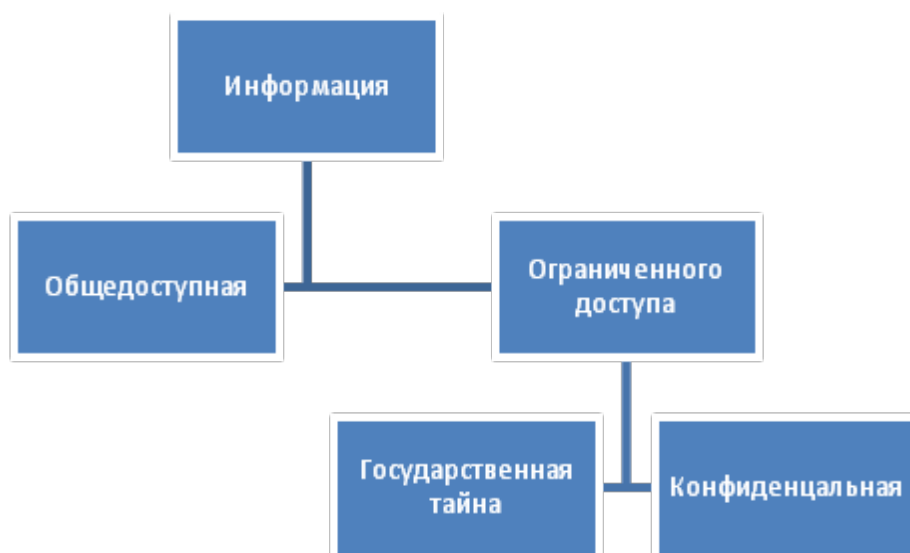 Информация
Общедоступная
Ограниченного
доступа
Государственная
тайна
Конфиденцальная